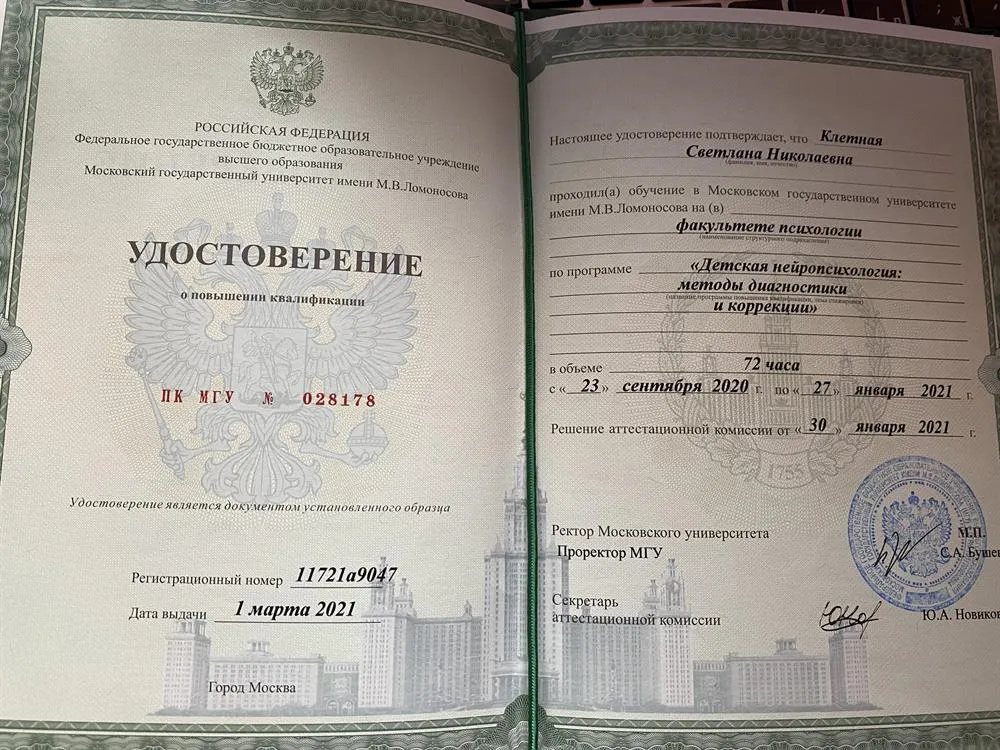 РОССИЙСКАЯ ФЕДЕРАЦИЯ
Федеральное государственное бюджетное образовательное учреждение
высшего образования
Московский государственный университет имени М.В.Ломоносова
УДОСТОВЕРЕНИЕ
о повышении квалификации
ПК МГУ № 028178
Удостоверение является документом установленного образца
Регистрационный номер 11721а9047
Дата выдачи 1 марта 2021
Город Москва
Настоящее удостоверение подтверждает, что Клетная
Светлана Николаевна
(фамилия, имя, отчество)
проходил(а) обучение в Московском государственном университете
имени М.В.Ломоносова на (в)
факультете психологии
(наименование структурного подразделения)
по программе «Детская нейропсихология:
методы диагностики
(название программы повышения квалификации, тема стажировки)
и коррекции»
в объеме 72 часа
с «23» сентября 2020 г. по «27» января 2021 г.
Решение аттестационной комиссии от «30» января 2021 г.
1755
Ректор Московского университета
М.П.
Проректор МГУ
С.А. Бушев
Секретарь
аттестационной комиссии
Ю.А. Новиков